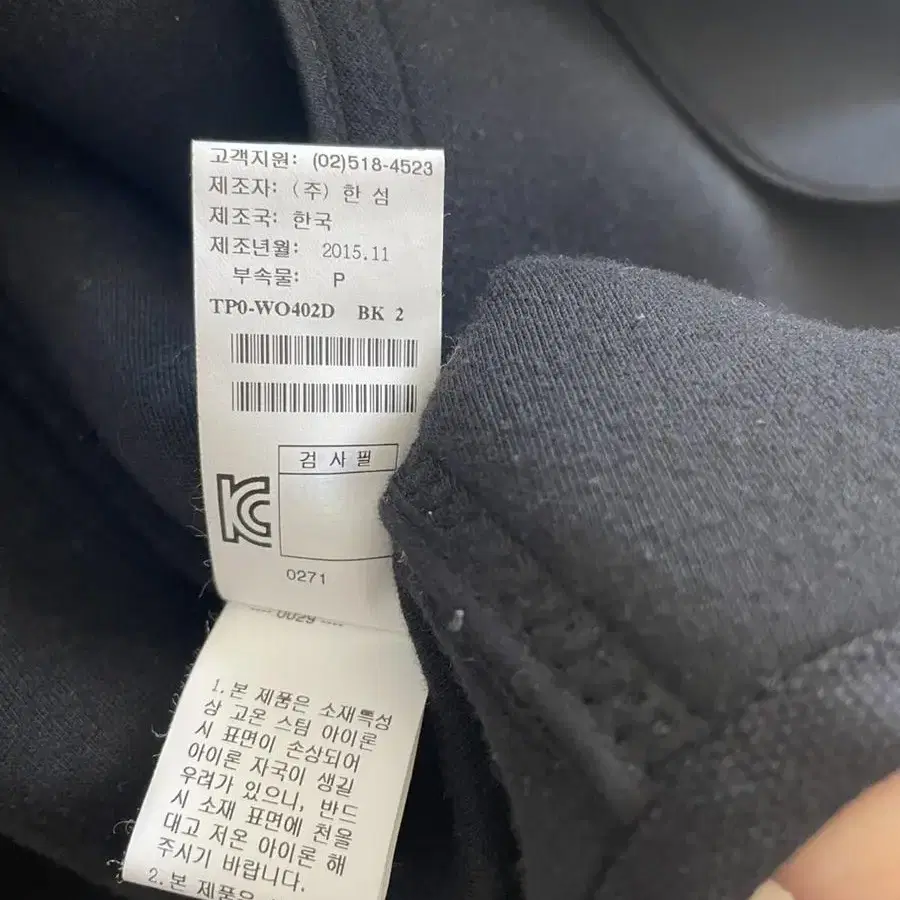 고객지원: (02)518-4523
제조자: (주) 한 섬
제조국: 한국
제조년월: 2015.11
부속물: P
TP0-WO402D BK 2
검 사 필
KC
0271
0029
1.본 제품은 소재특성
상 고온 스팀 아이론
시 표면이 손상되어
아이론 자국이 생길
우려가 있으니, 반드
시 소재 표면에 천을
대고 저온 아이론 해
주시기 바랍니다.
2.본 제품은